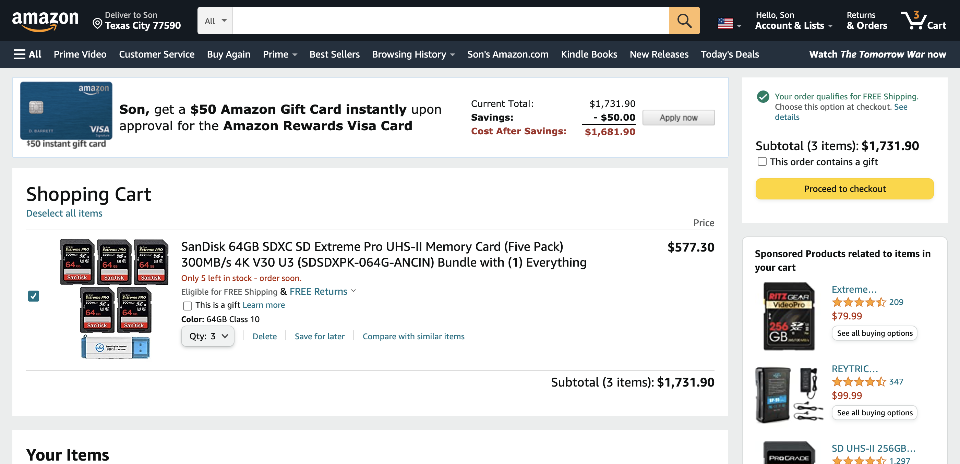 amazon
Deliver to Son
Texas City 77590
All
Hello, Son
Account & Lists
Returns
& Orders
3
Cart
All
Prime Video
Customer Service
Buy Again
Prime
Best Sellers
Browsing History
Son's Amazon.com
Kindle Books
New Releases
Today's Deals
Watch The Tomorrow War now
amazon
VISA
$50 instant gift card
Son, get a $50 Amazon Gift Card instantly upon
approval for the Amazon Rewards Visa Card
Current Total: $1,731.90
Savings: - $50.00
Cost After Savings: $1,681.90
Apply now
Your order qualifies for FREE Shipping.
Choose this option at checkout. See
details
Subtotal (3 items): $1,731.90
This order contains a gift
Proceed to checkout
Shopping Cart
Deselect all items
Price
SanDisk 64GB SDXC SD Extreme Pro UHS-II Memory Card (Five Pack)
300MB/s 4K V30 U3 (SDSDXPK-064G-ANCIN) Bundle with (1) Everything
$577.30
Only 5 left in stock - order soon.
Eligible for FREE Shipping & FREE Returns
This is a gift Learn more
Color: 64GB Class 10
Qty: 3
Delete
Save for later
Compare with similar items
Subtotal (3 items): $1,731.90
Your Items
Sponsored Products related to items in
your cart
RITZ GEAR
VideoPro
256
GB
Extreme...
209
$79.99
See all buying options
REYTRIC...
347
$99.99
See all buying options
PROGRADE
SD UHS-II 256GB...
1,297